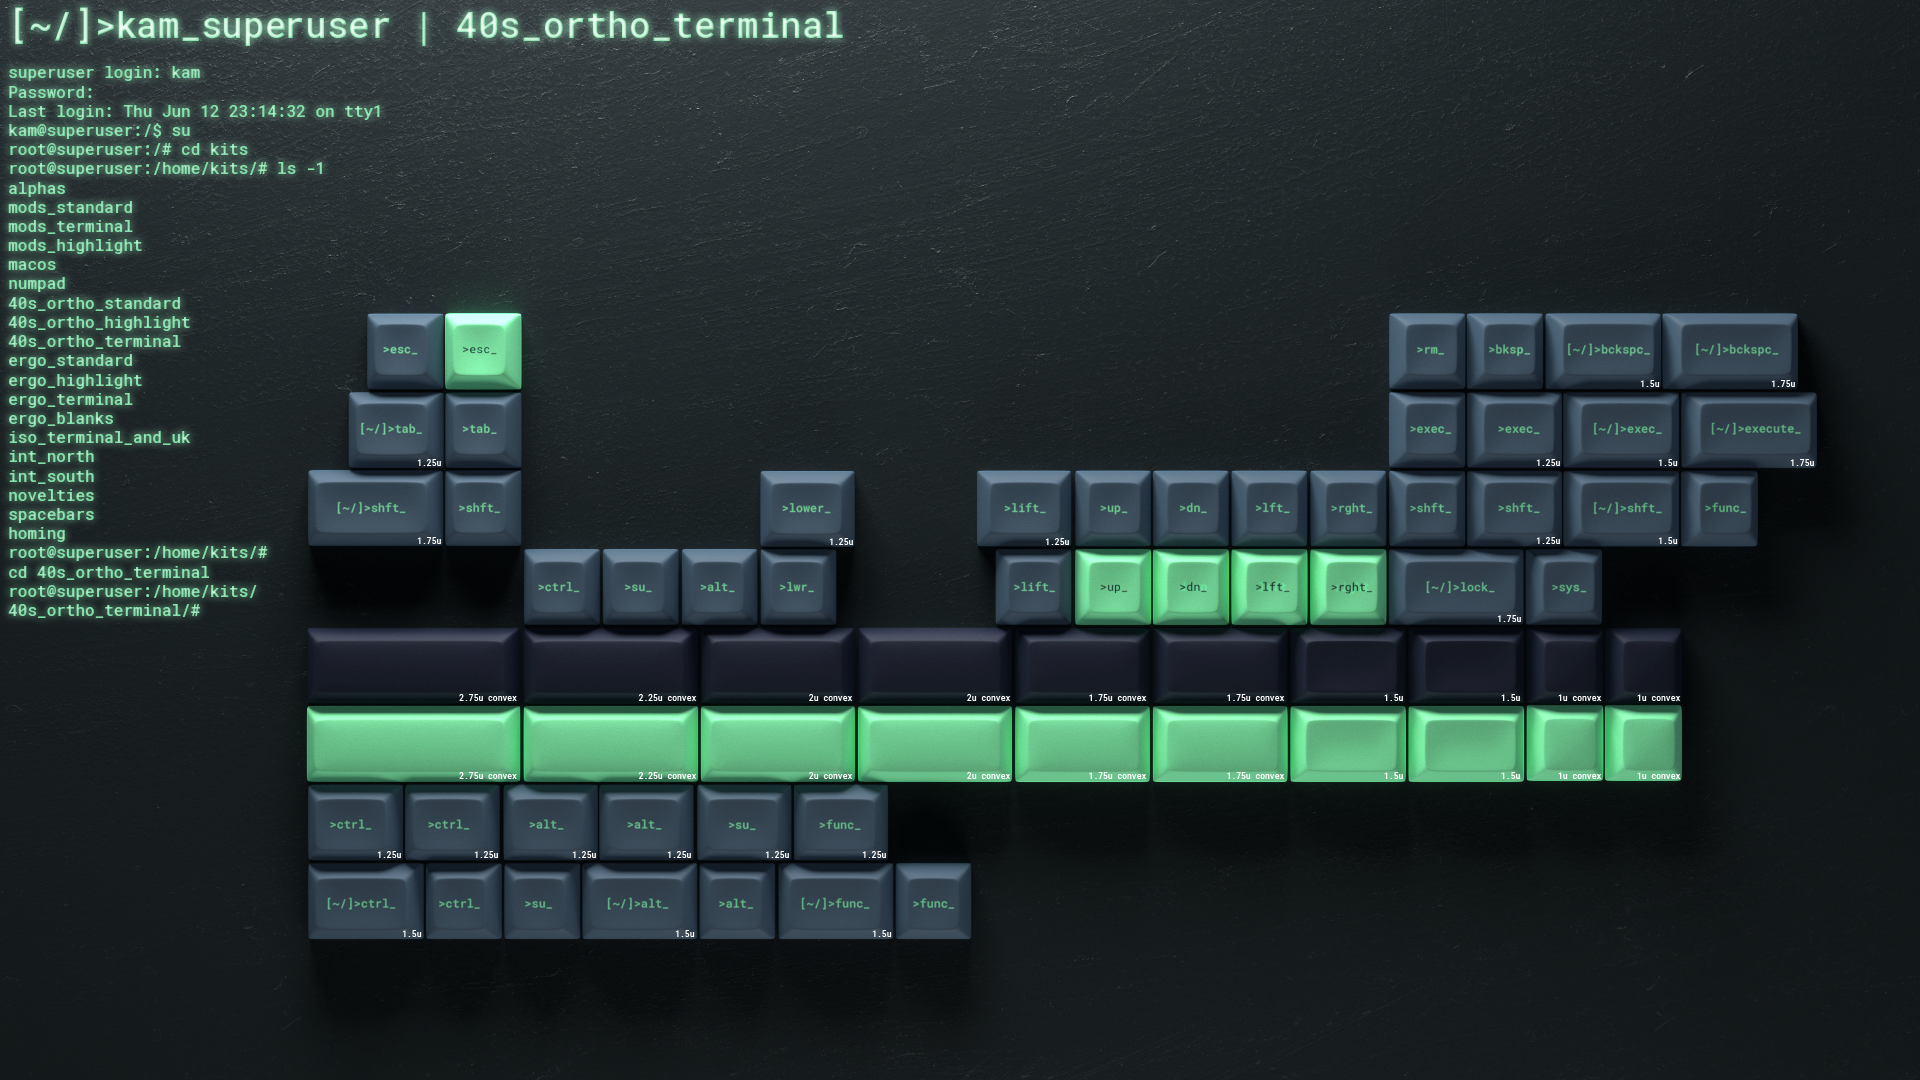 [~/]>kam_superuser | 40s_ortho_terminal
superuser login: kam
Password:
Last login: Thu Jun 12 23:14:32 on tty1
kam@superuser:/$ su
root@superuser:/# cd kits
root@superuser:/home/kits/# ls -1
alphas
mods_standard
mods_terminal
mods_highlight
macos
numpad
40s_ortho_standard
40s_ortho_highlight
40s_ortho_terminal
ergo_standard
ergo_highlight
ergo_terminal
ergo_blanks
iso_terminal_and_uk
int_north
int_south
novelties
spacebars
homing
root@superuser:/home/kits/#
cd 40s_ortho_terminal
root@superuser:/home/kits/
40s_ortho_terminal/#
>esc_ >esc_ >rm_ >bksp_ [~/]>bckspc_ [~/]>bckspc_
1.5u 1.75u
[~/]>tab_ >tab_ >exec_ >exec_ [~/]>exec_ [~/]>execute_
1.25u 1.25u 1.5u 1.75u
[~/]>shft_ >shft_ >lower_ >lift_ >up_ >dn_ >lft_ >rght_ >shft_ >shft_ [~/]>shft_ >func_
1.75u 1.25u 1.25u 1.25u 1.5u
>ctrl_ >su_ >alt_ >lwr_ >lift_ >up_ >dn_ >lft_ >rght_ [~/]>lock_ >sys_
1.75u
2.75u convex 2.25u convex 2u convex 2u convex 1.75u convex 1.75u convex 1.5u 1.5u 1u convex 1u convex
2.75u convex 2.25u convex 2u convex 2u convex 1.75u convex 1.75u convex 1.5u 1.5u 1u convex 1u convex
>ctrl_ >ctrl_ >alt_ >alt_ >su_ >func_
1.25u 1.25u 1.25u 1.25u 1.25u 1.25u
[~/]>ctrl_ >ctrl_ >su_ [~/]>alt_ >alt_ [~/]>func_ >func_
1.5u 1.5u 1.5u